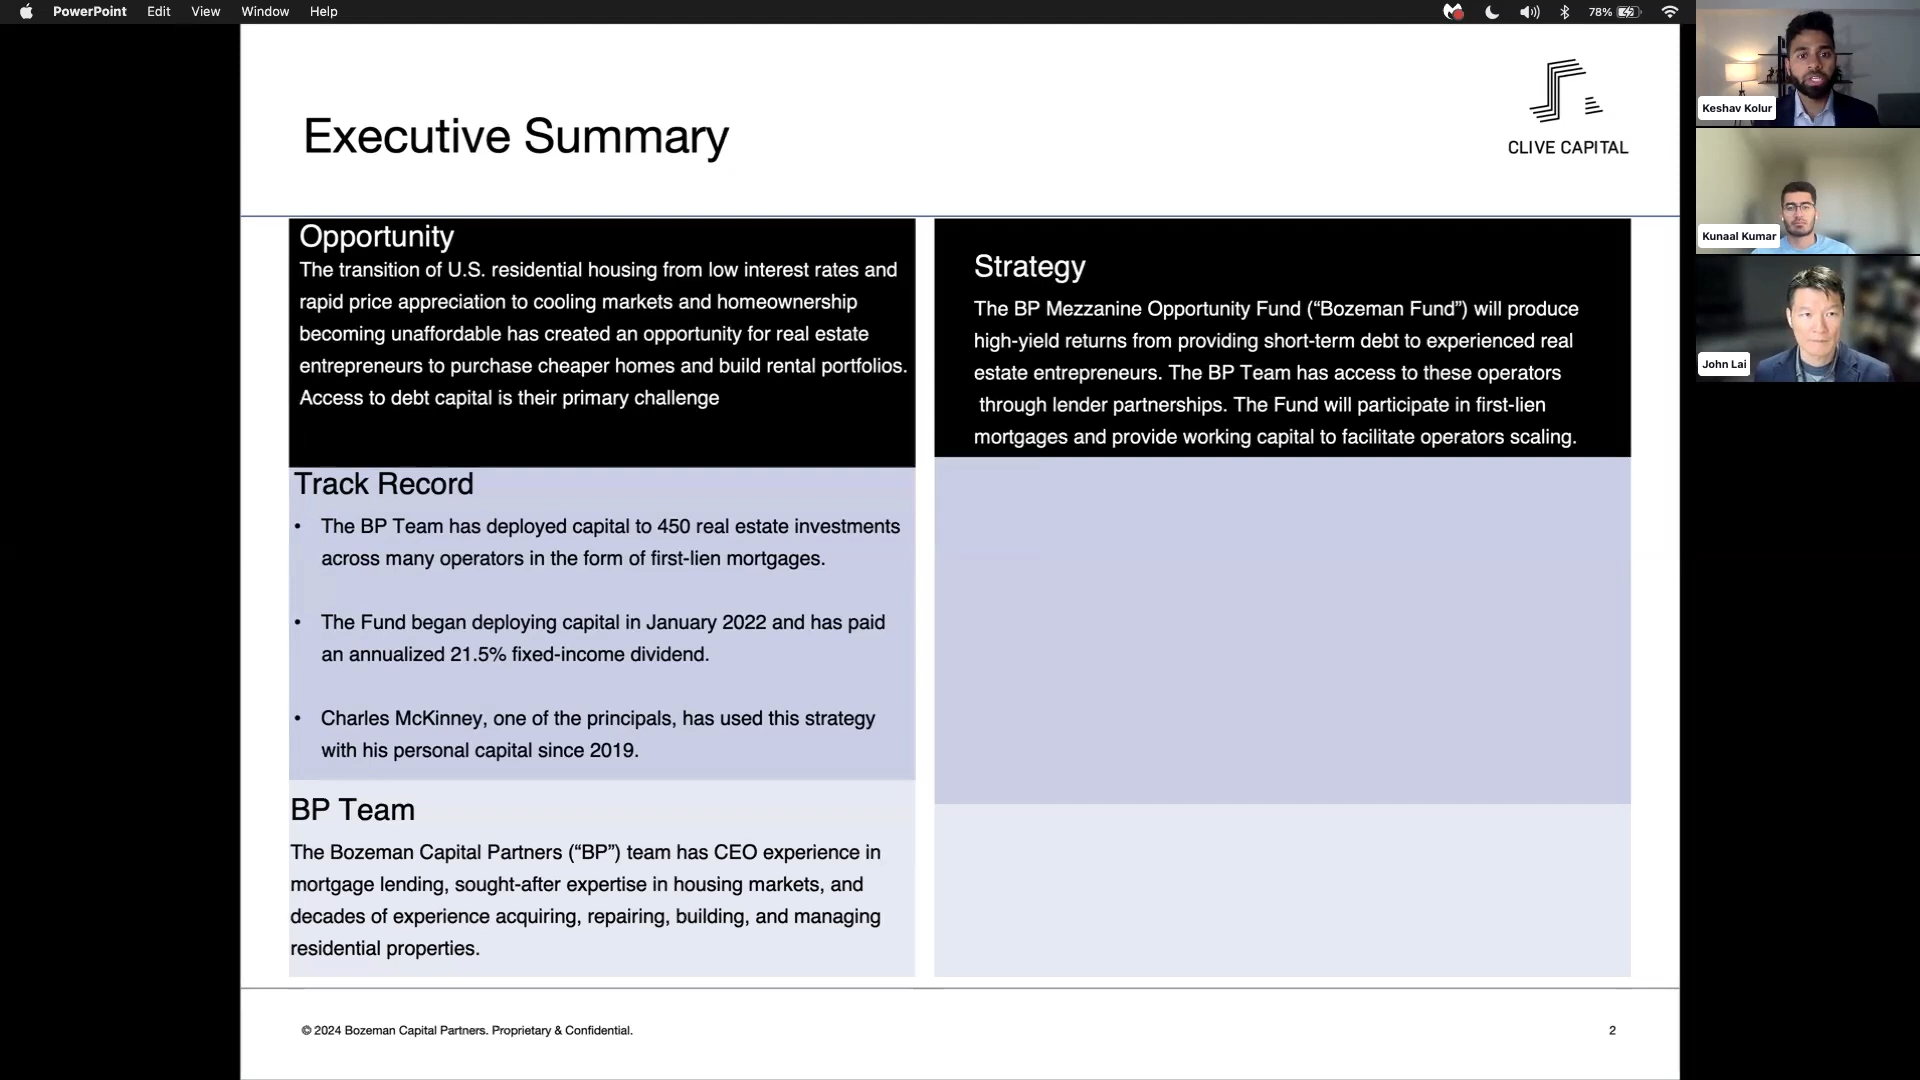 PowerPoint Edit View Window Help
78%
Executive Summary
CLIVE CAPITAL
Opportunity
The transition of U.S. residential housing from low interest rates and
rapid price appreciation to cooling markets and homeownership
becoming unaffordable has created an opportunity for real estate
entrepreneurs to purchase cheaper homes and build rental portfolios.
Access to debt capital is their primary challenge
Strategy
The BP Mezzanine Opportunity Fund (“Bozeman Fund”) will produce
high-yield returns from providing short-term debt to experienced real
estate entrepreneurs. The BP Team has access to these operators
through lender partnerships. The Fund will participate in first-lien
mortgages and provide working capital to facilitate operators scaling.
Track Record
• The BP Team has deployed capital to 450 real estate investments
across many operators in the form of first-lien mortgages.
• The Fund began deploying capital in January 2022 and has paid
an annualized 21.5% fixed-income dividend.
• Charles McKinney, one of the principals, has used this strategy
with his personal capital since 2019.
BP Team
The Bozeman Capital Partners (“BP”) team has CEO experience in
mortgage lending, sought-after expertise in housing markets, and
decades of experience acquiring, repairing, building, and managing
residential properties.
© 2024 Bozeman Capital Partners. Proprietary & Confidential.
2
Keshav Kolur
Kunaal Kumar
John Lai